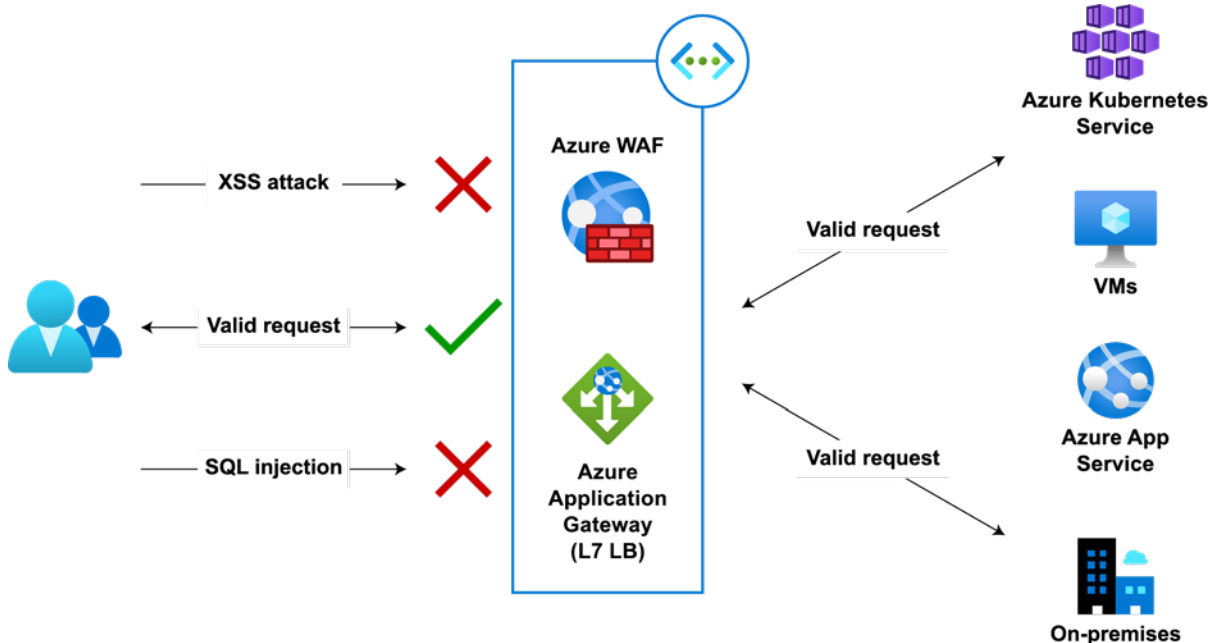 XSS attack
Valid request
SQL injection
Azure WAF
Azure
Application
Gateway
(L7 LB)
Valid request
Valid request
Azure Kubernetes
Service
VMs
Azure App
Service
On-premises